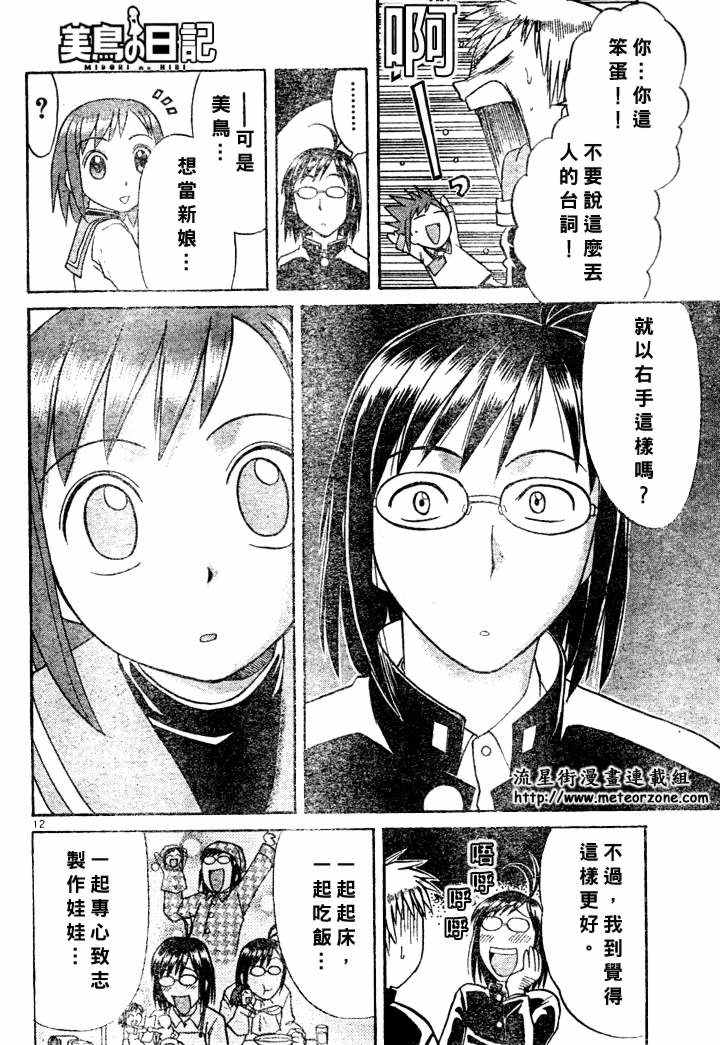 美鳥の日記
MIDORI no HIBI
你…你這
笨蛋！！
不要說這麼丟
人的台詞！
啊
………
——可是
美鳥…
想當新娘…
？
就以右手這樣嗎？
流星街漫畫連載組
http://www.meteorzone.com
12
不過，我到覺得
這樣更好。
唔呼
呼呼
一起起床，
一起吃飯…
一起專心致志
製作娃娃…